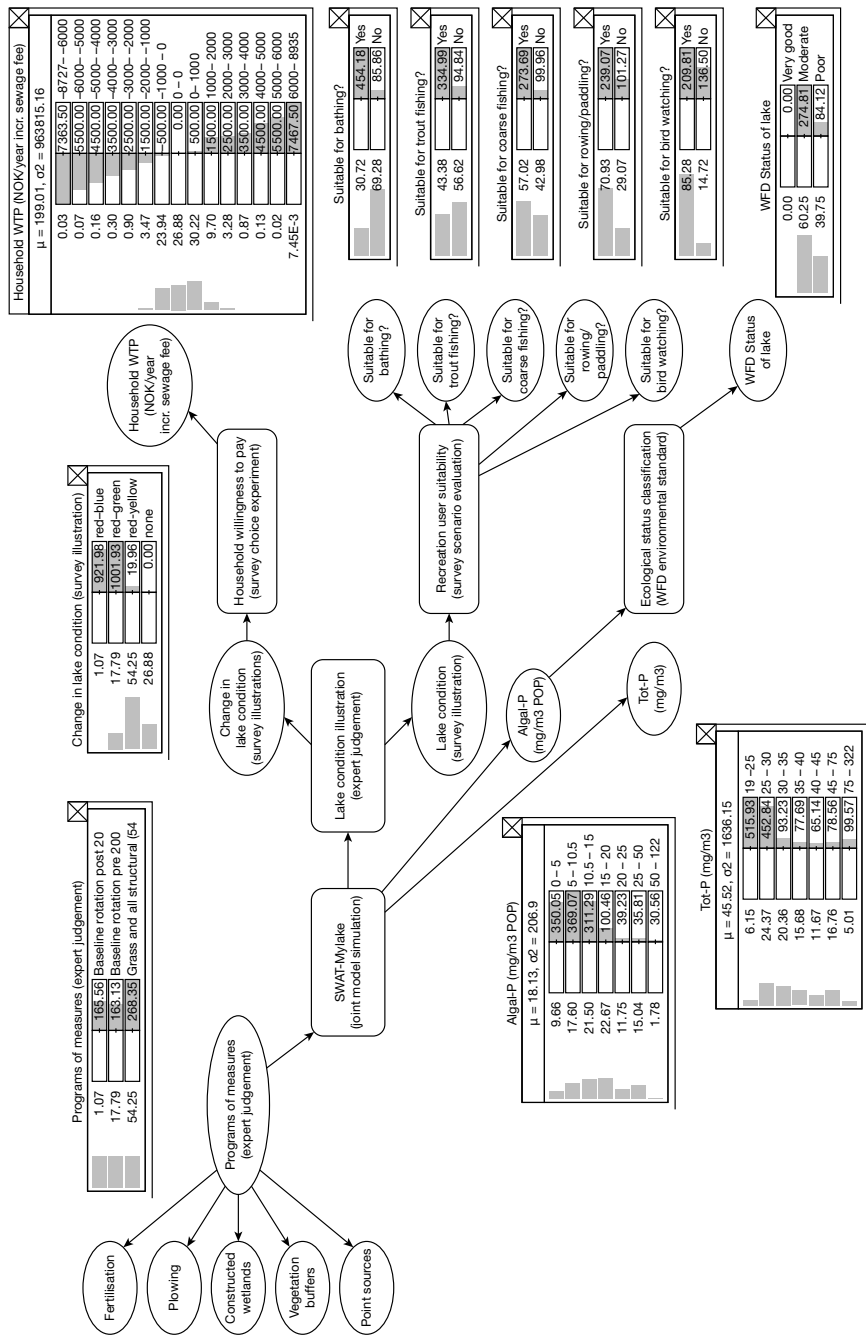 Fertilisation
Plowing
Constructed
wetlands
Vegetation
buffers
Point sources
Programs of measures
(expert judgement)
Programs of measures (expert judgement)
1.07 165.56 Baseline rotation post 20
17.79 163.13 Baseline rotation pre 200
54.25 268.35 Grass and all structural (54
SWAT-Mylake
(joint model simulation)
Lake condition illustration
(expert judgement)
Change in
lake condition
(survey illustrations)
Lake condition
(survey illustration)
Algal-P
(mg/m3 POP)
Tot-P
(mg/m3)
Change in lake condition (survey illustration)
1.07 921.98 red–blue
17.79 1001.93 red–green
54.25 19.96 red-yellow
26.88 0.00 none
Household willingness to pay
(survey choice experiment)
Recreation user suitability
(survey scenario evaluation)
Ecological status classification
(WFD environmental standard)
Household WTP
(NOK/year
incr. sewage fee)
Suitable for
bathing?
Suitable for
trout fishing?
Suitable for
coarse fishing?
Suitable for
rowing/
paddling?
Suitable for
bird watching?
WFD Status
of lake
Algal-P (mg/m3 POP)
μ = 18.13, σ2 = 206.9
9.66 350.05 0 – 5
17.60 369.07 5 – 10.5
21.50 311.29 10.5 – 15
22.67 100.46 15 – 20
11.75 39.23 20 – 25
15.04 35.81 25 – 50
1.78 30.56 50 – 122
Tot-P (mg/m3)
μ = 45.52, σ2 = 1636.15
6.15 515.93 19 –25
24.37 452.84 25 – 30
20.36 93.23 30 – 35
15.68 77.69 35 – 40
11.67 65.14 40 – 45
16.76 78.56 45 – 75
5.01 99.57 75 – 322
Household WTP (NOK/year incr. sewage fee)
μ = 199.01, σ2 = 963815.16
0.03 –7363.50 –8727– –6000
0.07 –5500.00 –6000– –5000
0.16 –4500.00 –5000– –4000
0.30 –3500.00 –4000– –3000
0.90 –2500.00 –3000– –2000
3.47 –1500.00 –2000– –1000
23.94 –500.00 –1000 – 0
26.88 0.00 0 – 0
30.22 500.00 0– 1000
9.70 1500.00 1000– 2000
3.28 2500.00 2000– 3000
0.87 3500.00 3000– 4000
0.13 4500.00 4000– 5000
0.02 5500.00 5000– 6000
7.45E-3 7467.50 6000– 8935
Suitable for bathing?
30.72 454.18 Yes
69.28 85.86 No
Suitable for trout fishing?
43.38 334.99 Yes
56.62 94.84 No
Suitable for coarse fishing?
57.02 273.69 Yes
42.98 99.96 No
Suitable for rowing/paddling?
70.93 239.07 Yes
29.07 101.27 No
Suitable for bird watching?
85.28 209.81 Yes
14.72 136.50 No
WFD Status of lake
0.00 0.00 Very good
60.25 274.81 Moderate
39.75 84.12 Poor